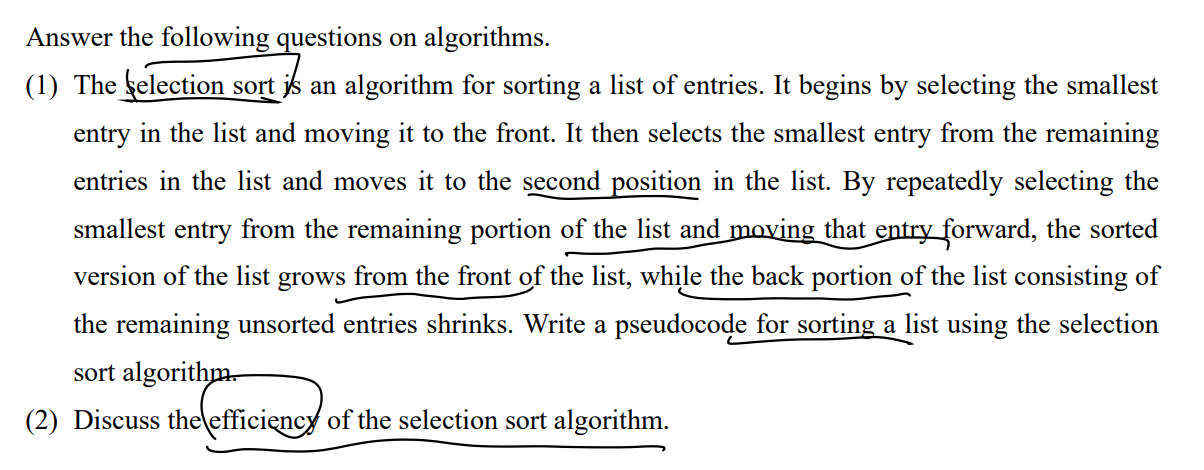 Answer the following questions on algorithms.
(1) The selection sort is an algorithm for sorting a list of entries. It begins by selecting the smallest
entry in the list and moving it to the front. It then selects the smallest entry from the remaining
entries in the list and moves it to the second position in the list. By repeatedly selecting the
smallest entry from the remaining portion of the list and moving that entry forward, the sorted
version of the list grows from the front of the list, while the back portion of the list consisting of
the remaining unsorted entries shrinks. Write a pseudocode for sorting a list using the selection
sort algorithm.
(2) Discuss the efficiency of the selection sort algorithm.